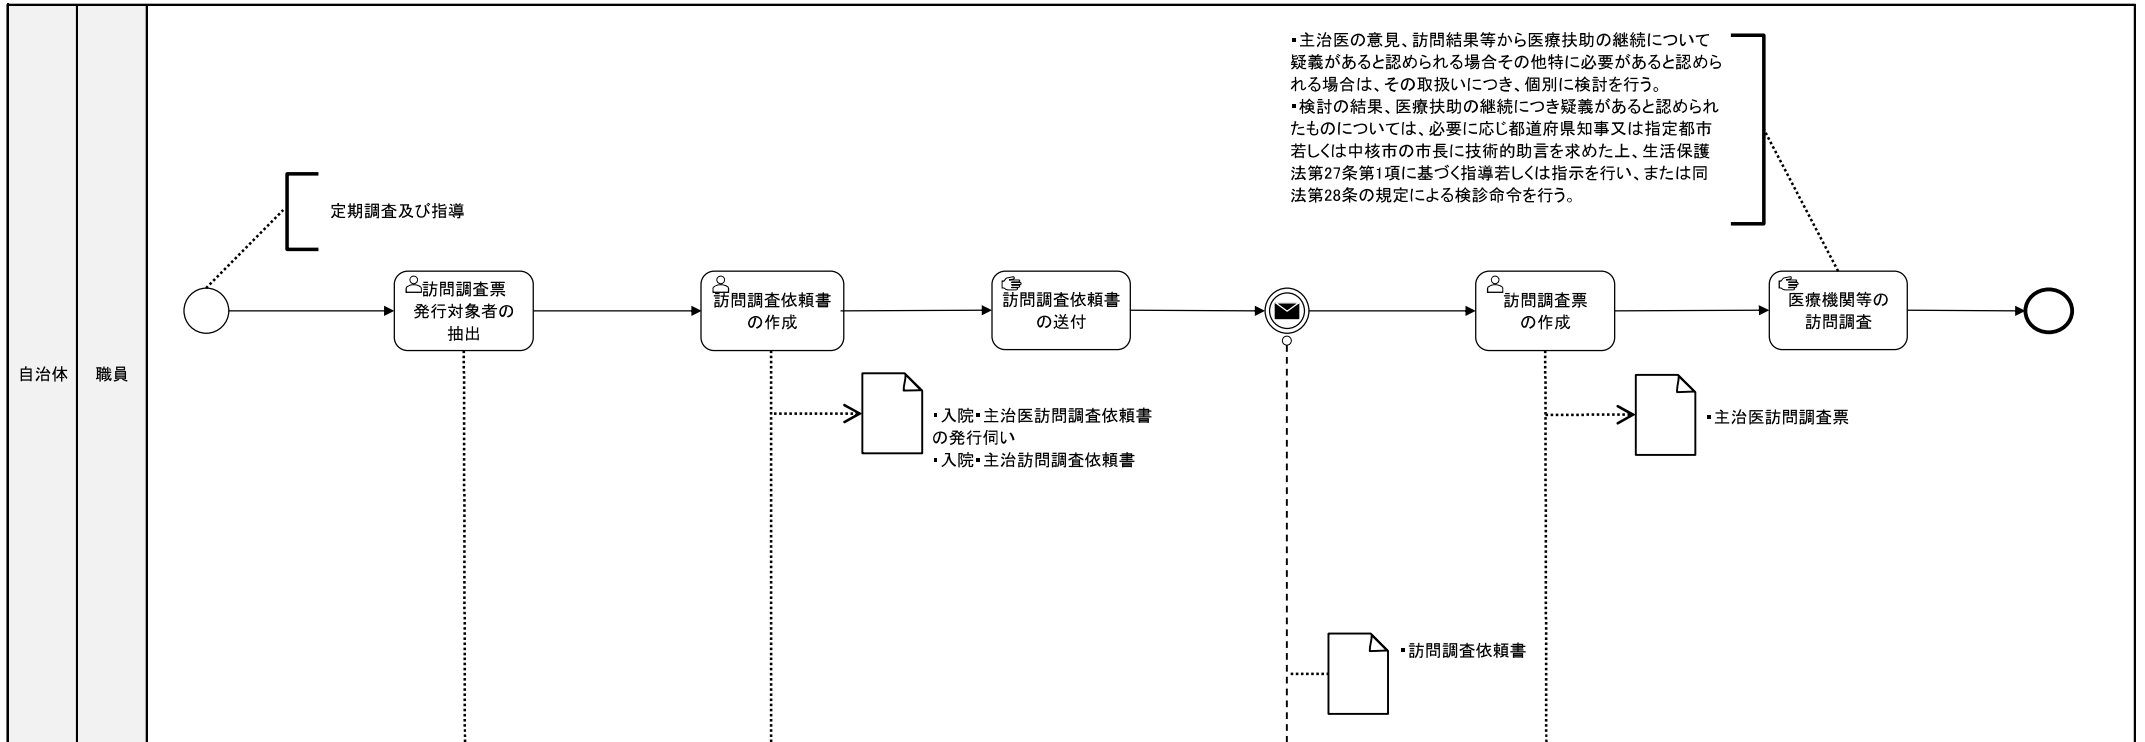 ・主治医の意見、訪問結果等から医療扶助の継続について
疑義があると認められる場合その他特に必要があると認めら
れる場合は、その取扱いにつき、個別に検討を行う。
・検討の結果、医療扶助の継続につき疑義があると認められ
たものについては、必要に応じ都道府県知事又は指定都市
若しくは中核市の市長に技術的助言を求めた上、生活保護
法第27条第1項に基づく指導若しくは指示を行い、または同
法第28条の規定による検診命令を行う。
定期調査及び指導
訪問調査票
発行対象者の
抽出
訪問調査依頼書
の作成
訪問調査依頼書
の送付
訪問調査票
の作成
医療機関等の
訪問調査
自治体
職員
・入院・主治医訪問調査依頼書
の発行伺い
・入院・主治訪問調査依頼書
・主治医訪問調査票
・訪問調査依頼書